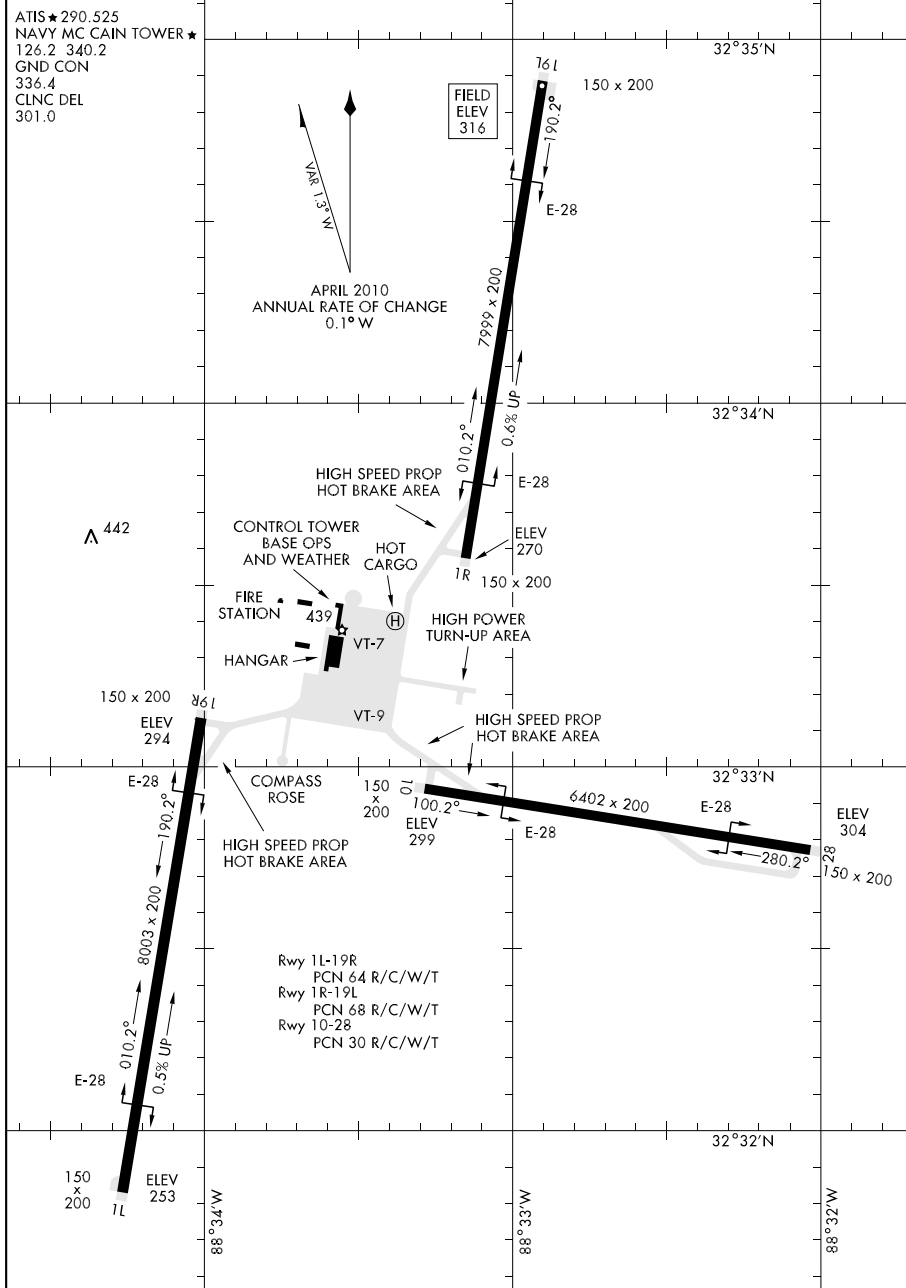 ATIS ★ 290.525
NAVY MC CAIN TOWER ★
126.2 340.2
GND CON
336.4
CLNC DEL
301.0
32°35'N
19L
150 x 200
FIELD
ELEV
316
190.2°
VAR 1.3° W
E-28
APRIL 2010
ANNUAL RATE OF CHANGE
0.1° W
7999 x 200
0.6% UP
32°34'N
010.2°
HIGH SPEED PROP
HOT BRAKE AREA
E-28
442
CONTROL TOWER
BASE OPS
AND WEATHER
HOT
CARGO
ELEV
270
1R
150 x 200
FIRE
STATION
439
H
HIGH POWER
TURN-UP AREA
VT-7
HANGAR
150 x 200
19R
ELEV
294
VT-9
HIGH SPEED PROP
HOT BRAKE AREA
32°33'N
E-28
COMPASS
ROSE
150
x
200
10
100.2°
6402 x 200
E-28
ELEV
304
ELEV
299
E-28
190.2°
HIGH SPEED PROP
HOT BRAKE AREA
280.2°
28
150 x 200
8003 x 200
Rwy 1L-19R
PCN 64 R/C/W/T
Rwy 1R-19L
PCN 68 R/C/W/T
Rwy 10-28
PCN 30 R/C/W/T
010.2°
0.5% UP
E-28
32°32'N
150
x
200
ELEV
253
1L
88°34'W
88°33'W
88°32'W